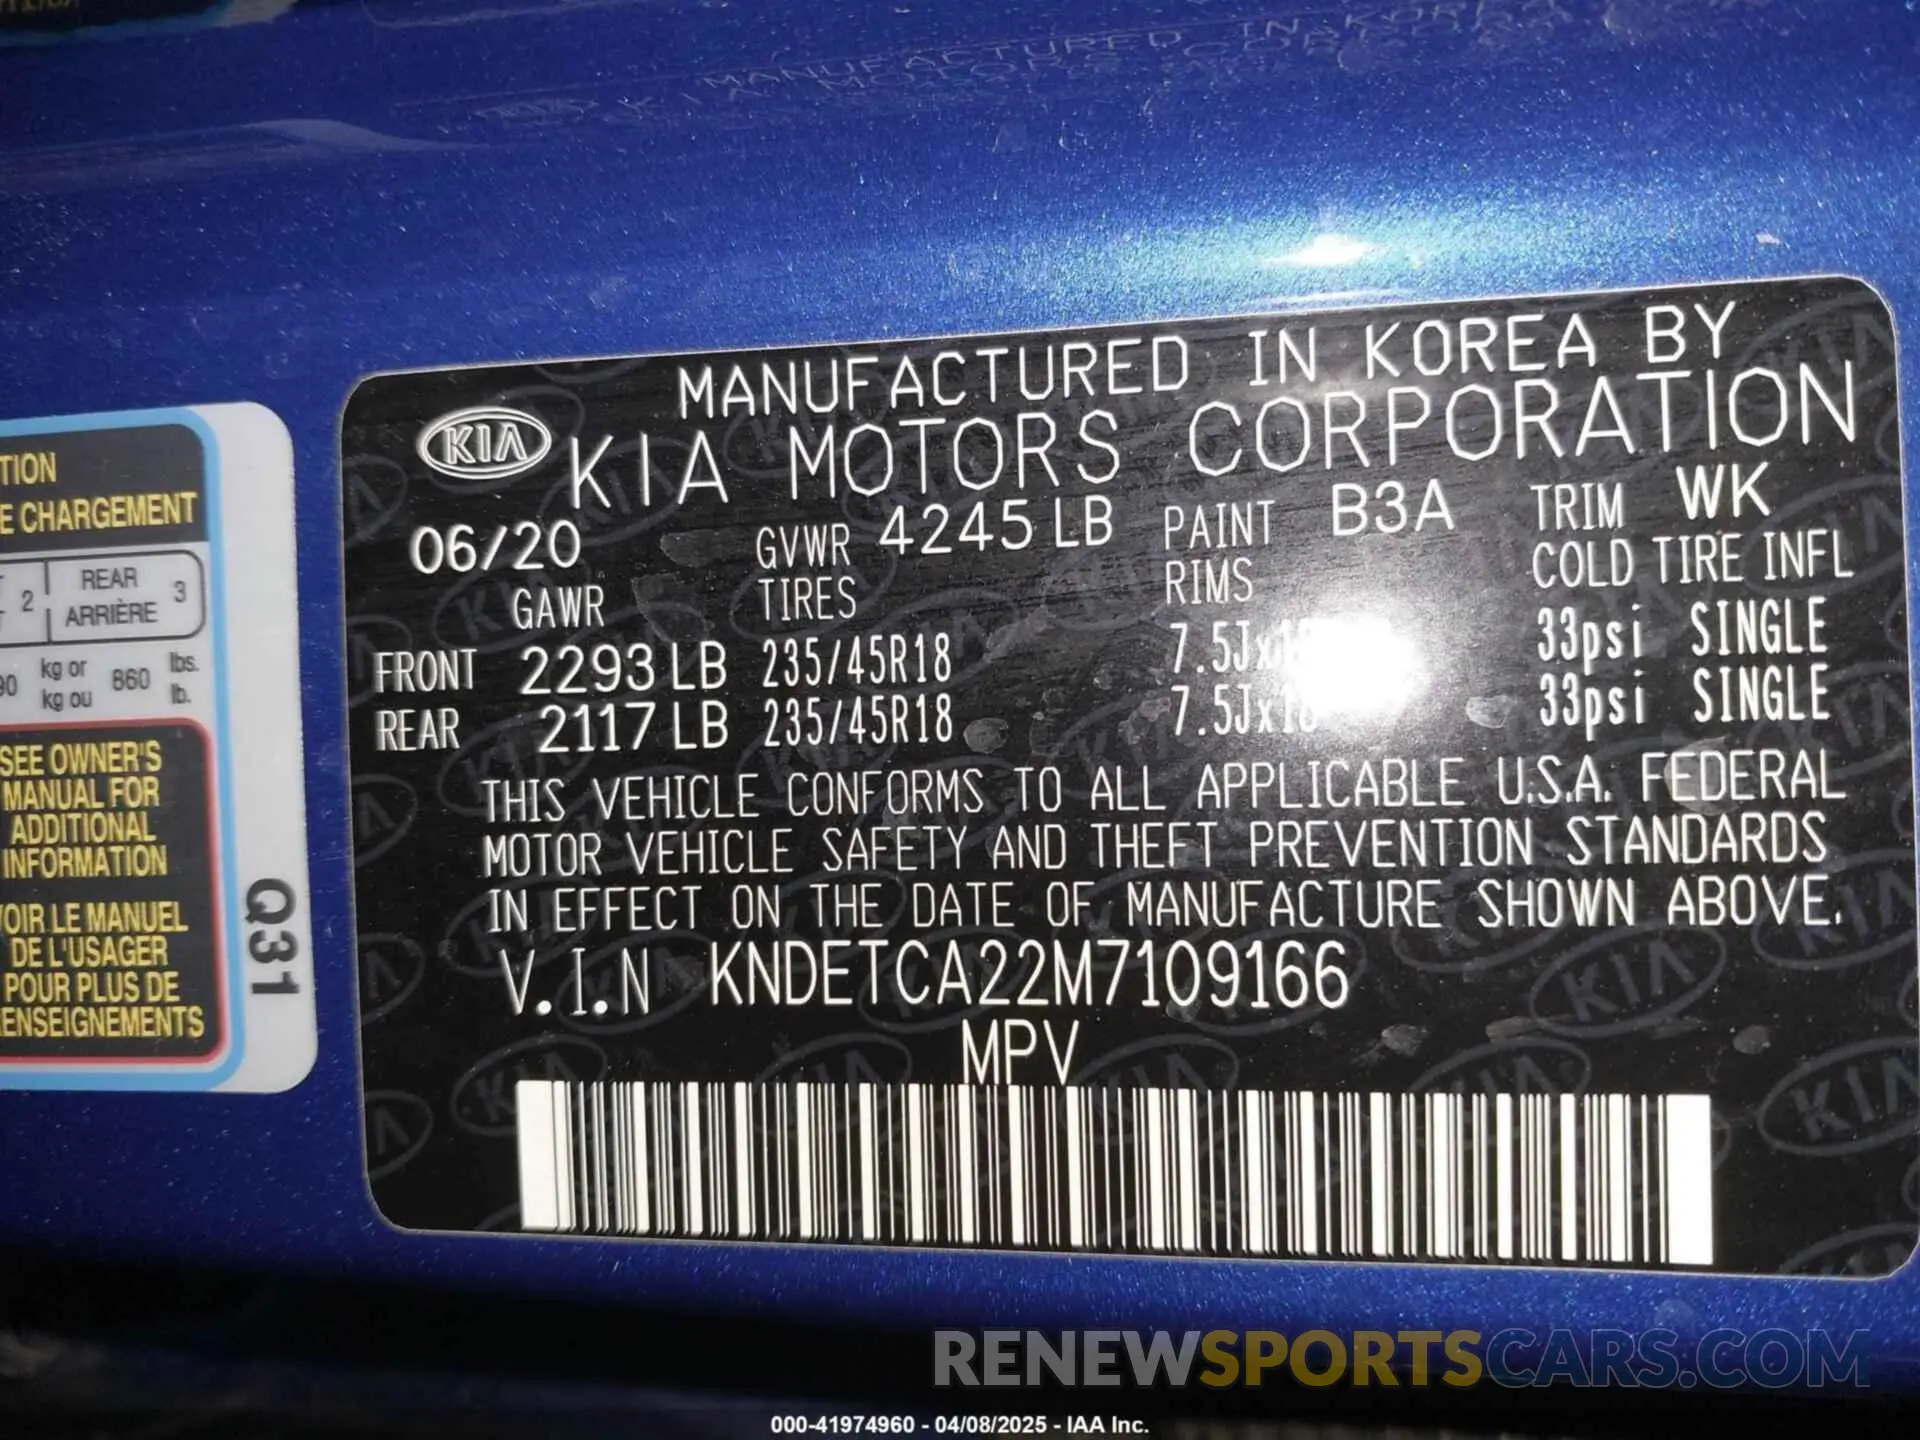 MANUFACTURED IN KOREA BY
KIA KIA MOTORS CORPORATION
06/20 GVWR 4245 LB PAINT B3A TRIM WK
GAWR TIRES RIMS COLD TIRE INFL
FRONT 2293 LB 235/45R18 33psi SINGLE
REAR 2117 LB 235/45R18 33psi SINGLE
THIS VEHICLE CONFORMS TO ALL APPLICABLE U.S.A. FEDERAL
MOTOR VEHICLE SAFETY AND THEFT PREVENTION STANDARDS
IN EFFECT ON THE DATE OF MANUFACTURE SHOWN ABOVE.
V.I.N KNDETCA22M7109166
MPV
CHARGEMENT
2 REAR 3
ARRIÈRE
kg or 860 lbs.
kg ou lb.
SEE OWNER'S
MANUAL FOR
ADDITIONAL
INFORMATION
LE MANUEL
DE L'USAGER
POUR PLUS DE
Q31
RENEWSPORTSCARS.COM
000-41974960 - 04/08/2025 - IAA Inc.